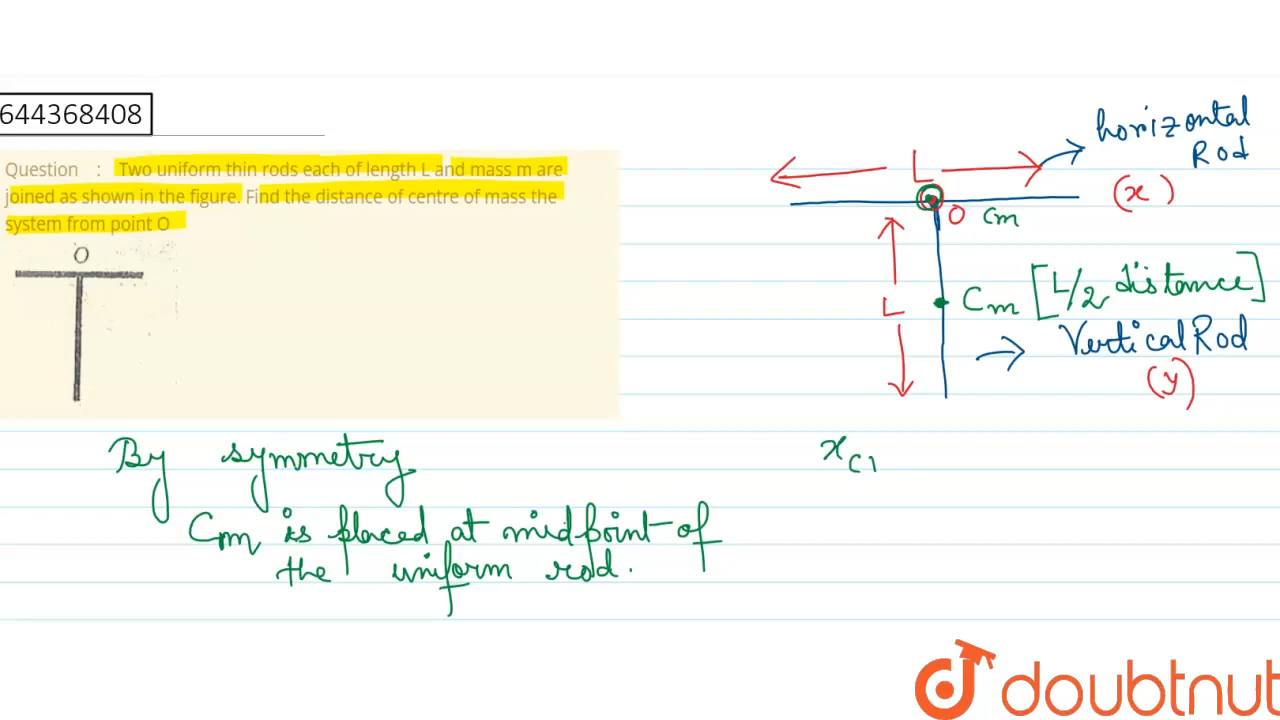 644368408
Question : Two uniform thin rods each of length L and mass m are
joined as shown in the figure. Find the distance of centre of mass the
system from point O
O
horizontal
Rod
(x)
L
O Cm
L
Cm [L/2 distance]
Vertical Rod
(y)
By symmetry
Cm is placed at midpoint of
the uniform rod.
x
doubtnut